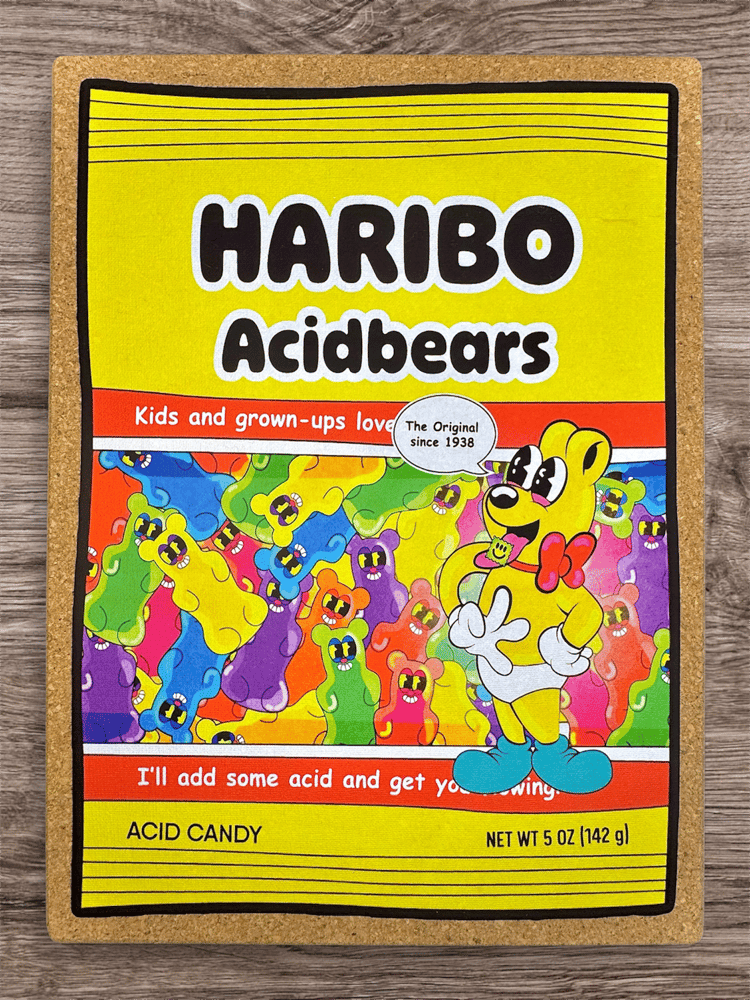 HARIBO
Acidbears
Kids and grown-ups love
The Original
since 1938
I'll add some acid and get
ACID CANDY
NET WT 5 OZ (142 g)